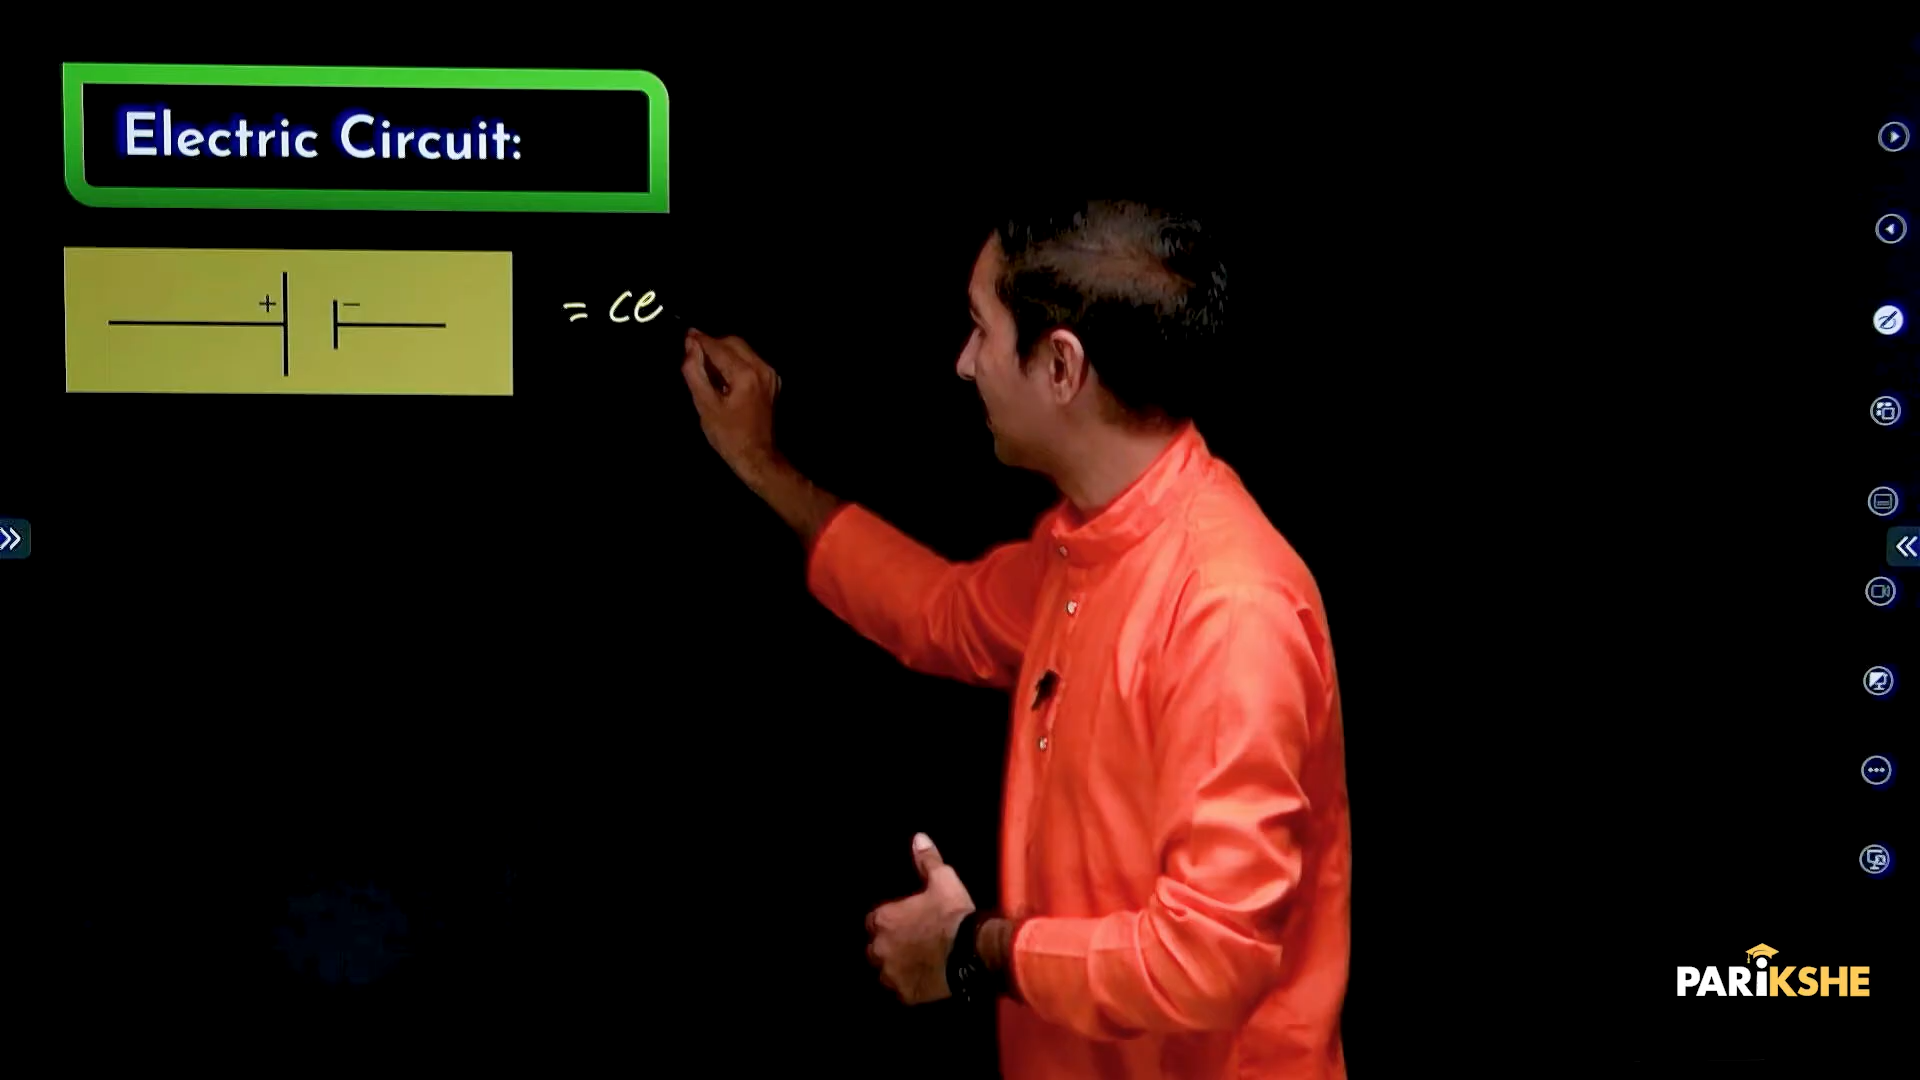 Electric Circuit:
+ −
= ce
PARiKSHE